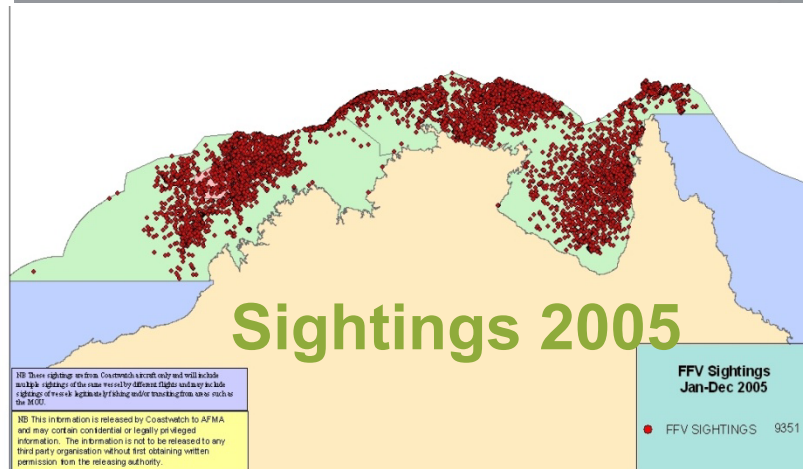 Sightings 2005
NB These sightings are from Coastwatch aircraft only and will include
multiple sightings of the same vessel by different flights and may include
sightings of vessels legitimately fishing and/or transiting from areas such as
the MOU.
NB This information is released by Coastwatch to AFMA
and may contain confidential or legally privileged
information. The information is not to be released to any
third party organisation without first obtaining written
permission from the releasing authority.
FFV Sightings
Jan-Dec 2005
FFV SIGHTINGS 9351